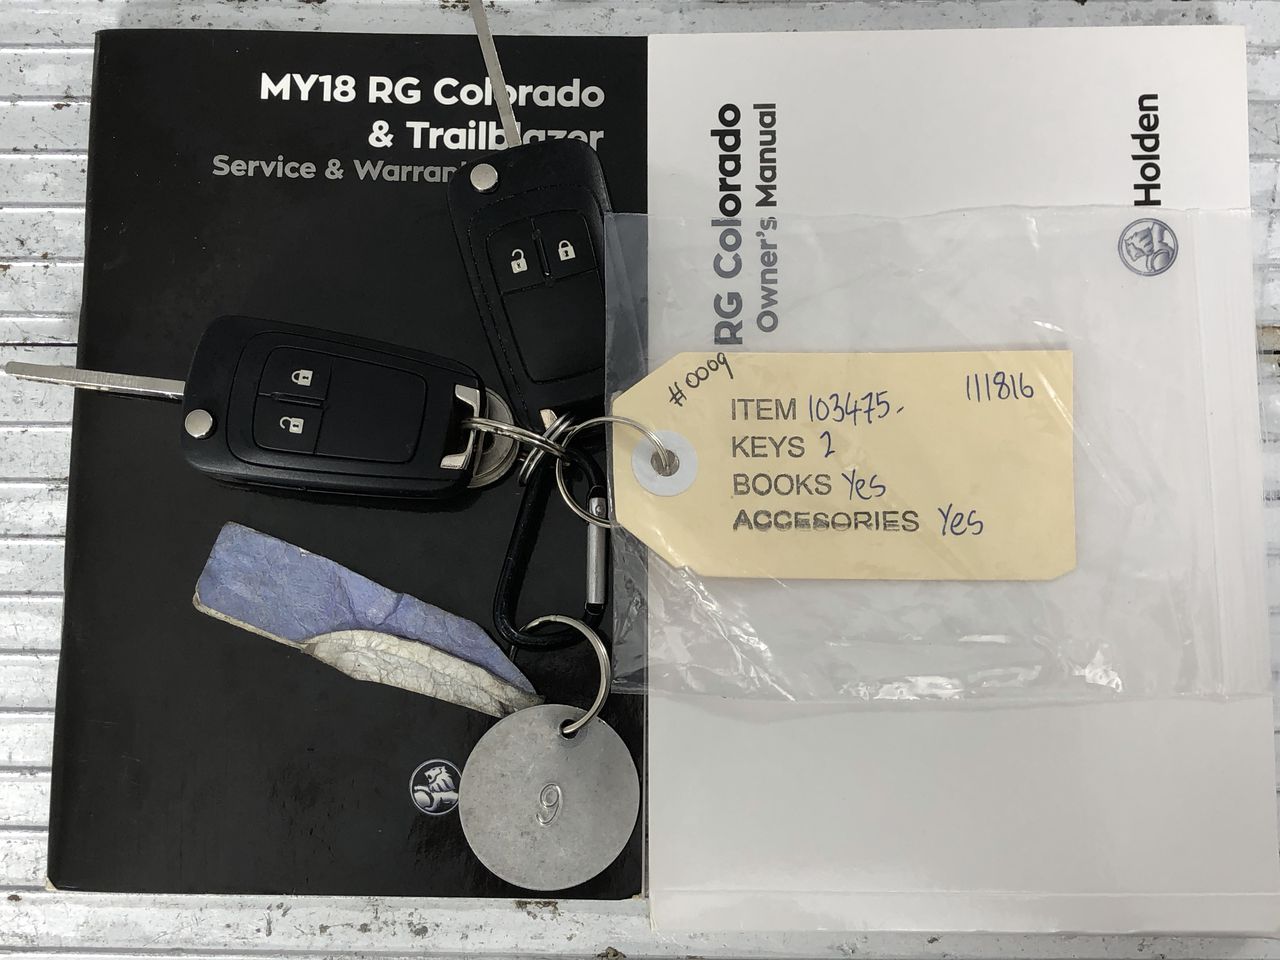 MY18 RG Colorado
& Trailblazer
Service &
RG Colorado
Owner's Manual
Holden
#0009
ITEM 103475. 111816
KEYS 2
BOOKS Yes
ACCESORIES Yes
9